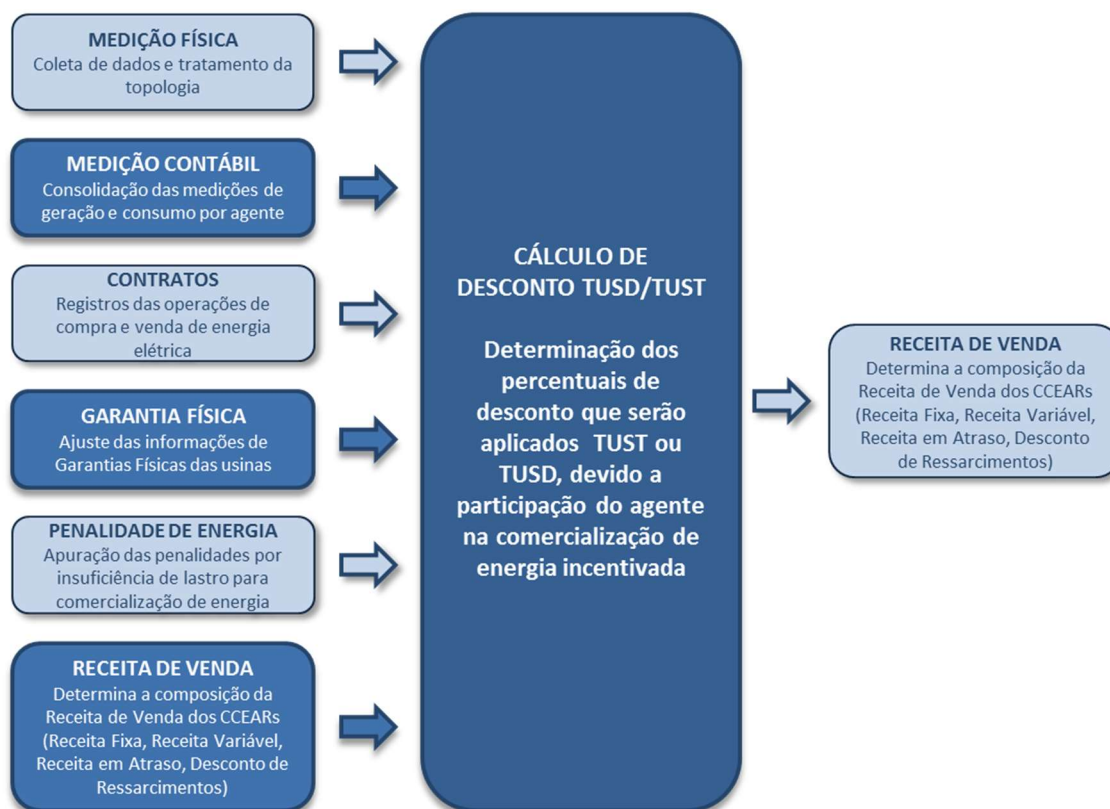 MEDIÇÃO FÍSICA
Coleta de dados e tratamento da
topologia
MEDIÇÃO CONTÁBIL
Consolidação das medições de
geração e consumo por agente
CONTRATOS
Registros das operações de
compra e venda de energia
elétrica
GARANTIA FÍSICA
Ajuste das informações de
Garantias Físicas das usinas
PENALIDADE DE ENERGIA
Apuração das penalidades por
insuficiência de lastro para
comercialização de energia
RECEITA DE VENDA
Determina a composição da
Receita de Venda dos CCEARs
(Receita Fixa, Receita Variável,
Receita em Atraso, Desconto de
Ressarcimentos)
CÁLCULO DE
DESCONTO TUSD/TUST
Determinação dos
percentuais de
desconto que serão
aplicados TUST ou
TUSD, devido a
participação do agente
na comercialização de
energia incentivada
RECEITA DE VENDA
Determina a composição da
Receita de Venda dos CCEARs
(Receita Fixa, Receita Variável,
Receita em Atraso, Desconto
de Ressarcimentos)